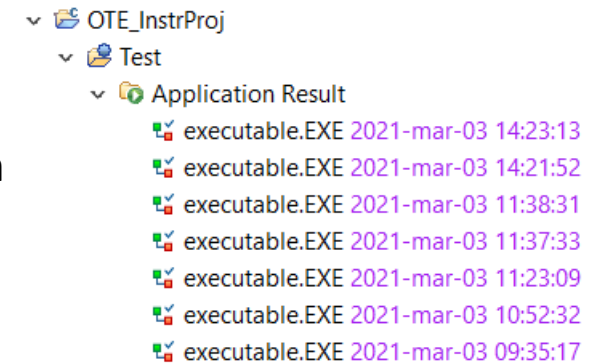 OTE_InstrProj
Test
Application Result
executable.EXE 2021-mar-03 14:23:13
executable.EXE 2021-mar-03 14:21:52
executable.EXE 2021-mar-03 11:38:31
executable.EXE 2021-mar-03 11:37:33
executable.EXE 2021-mar-03 11:23:09
executable.EXE 2021-mar-03 10:52:32
executable.EXE 2021-mar-03 09:35:17